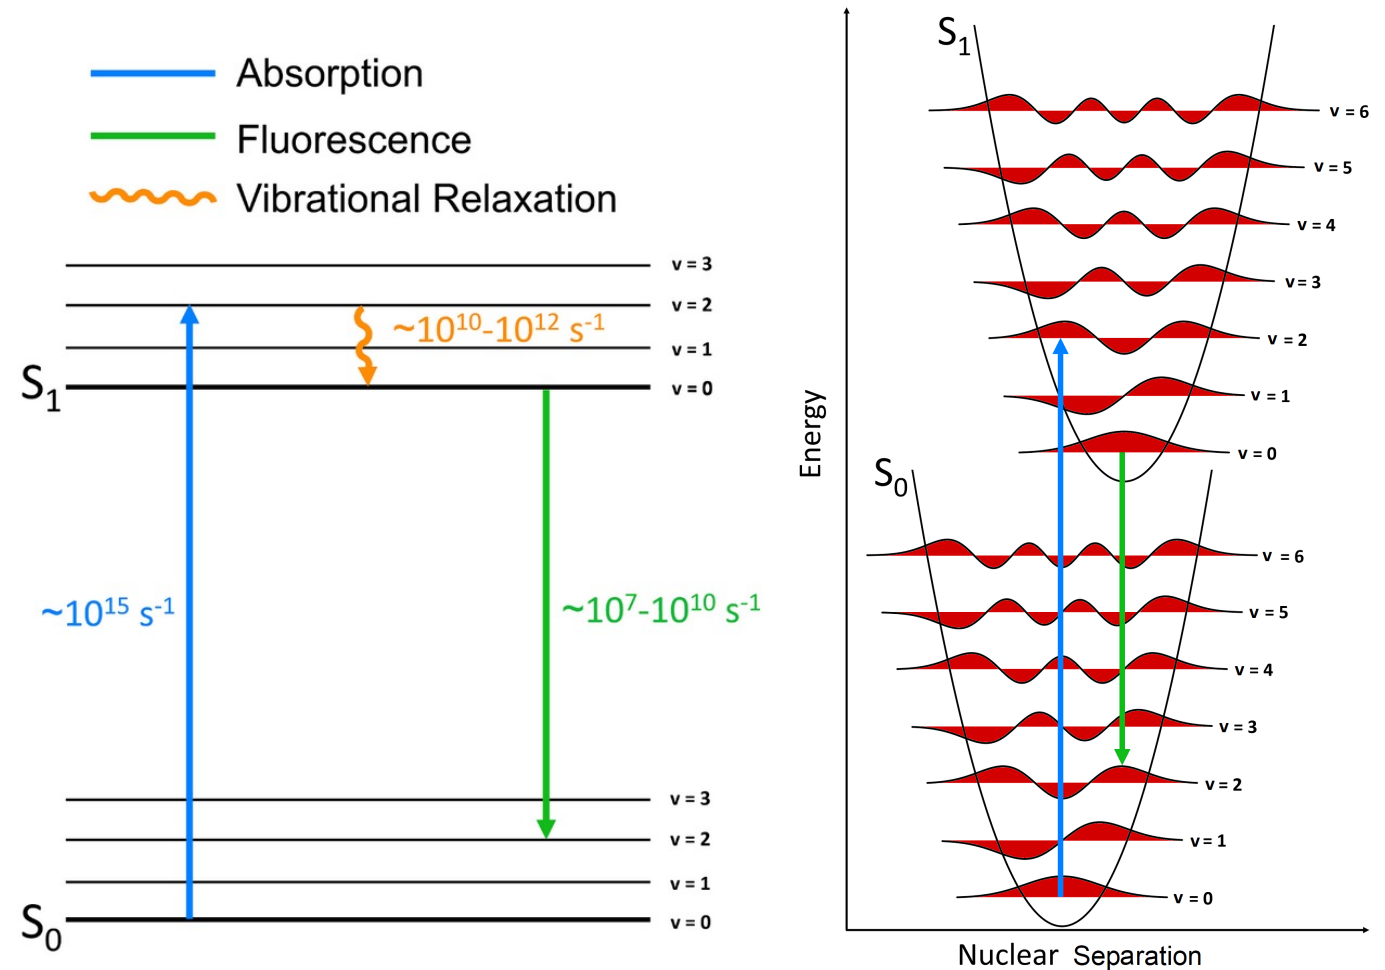 Absorption
Fluorescence
Vibrational Relaxation
v = 3
v = 2
~10¹⁰-10¹² s⁻¹
v = 1
S₁
v = 0
~10¹⁵ s⁻¹
~10⁷-10¹⁰ s⁻¹
v = 3
v = 2
v = 1
S₀
v = 0
S₁
v = 6
v = 5
v = 4
v = 3
v = 2
v = 1
v = 0
S₀
v = 6
v = 5
v = 4
v = 3
v = 2
v = 1
v = 0
Energy
Nuclear Separation